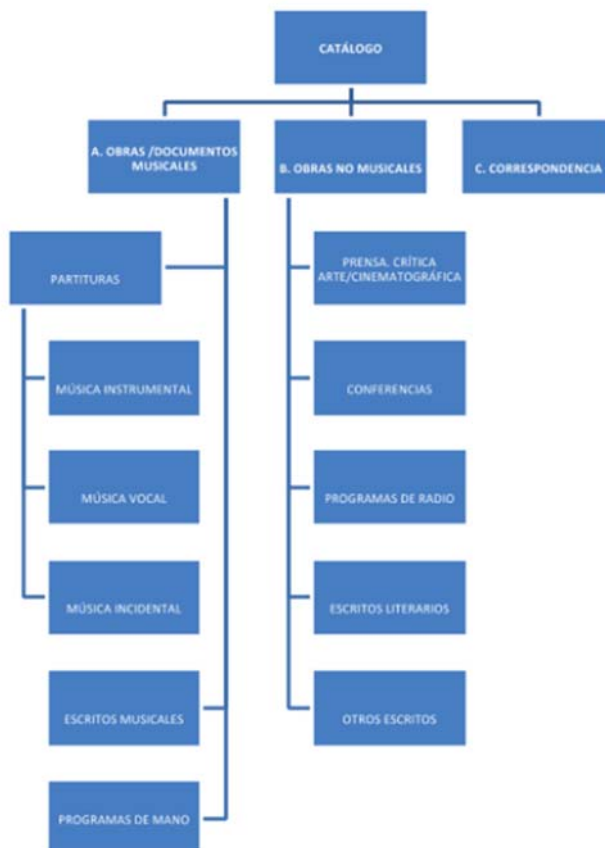 CATÁLOGO
A. OBRAS /DOCUMENTOS
MUSICALES
B. OBRAS NO MUSICALES
C. CORRESPONDENCIA
PARTITURAS
MÚSICA INSTRUMENTAL
MÚSICA VOCAL
MÚSICA INCIDENTAL
ESCRITOS MUSICALES
PROGRAMAS DE MANO
PRENSA. CRÍTICA
ARTE/CINEMATOGRÁFICA
CONFERENCIAS
PROGRAMAS DE RADIO
ESCRITOS LITERARIOS
OTROS ESCRITOS